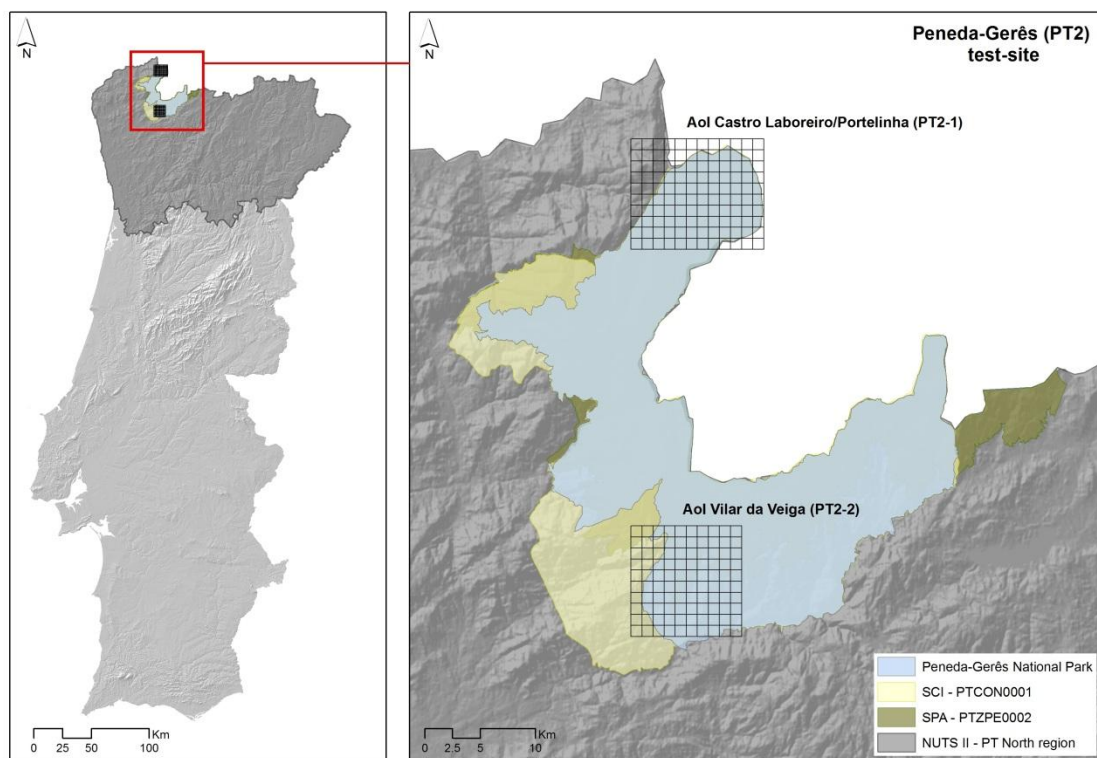 N
0 25 50 100
Km
N
Peneda-Gerês (PT2)
test-site
AoI Castro Laboreiro/Portelinha (PT2-1)
AoI Vilar da Veiga (PT2-2)
Peneda-Gerês National Park
SCI - PTCON0001
SPA - PTZPE0002
NUTS II - PT North region
0 2.5 5 10
Km